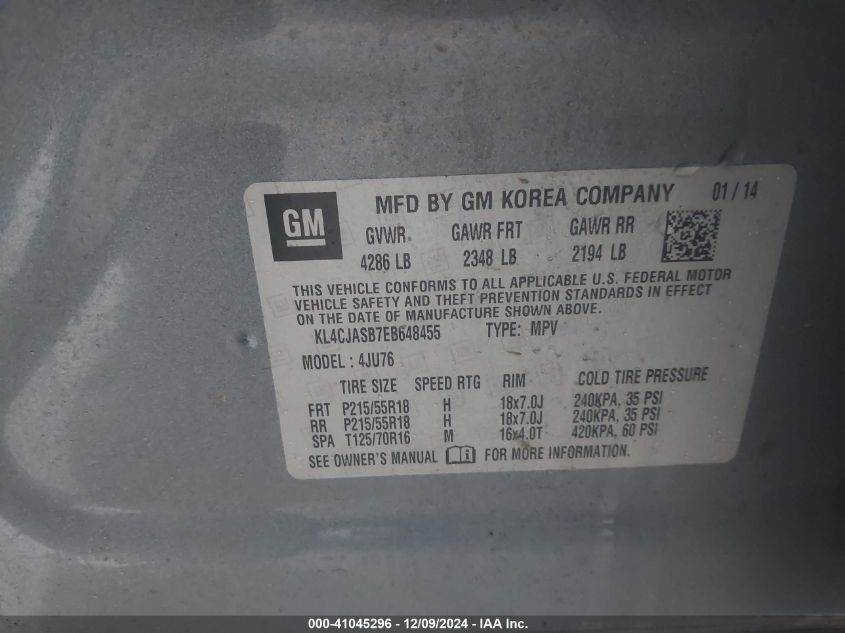 GM
MFD BY GM KOREA COMPANY 01 / 14
GVWR GAWR FRT GAWR RR
4286 LB 2348 LB 2194 LB
THIS VEHICLE CONFORMS TO ALL APPLICABLE U.S. FEDERAL MOTOR
VEHICLE SAFETY AND THEFT PREVENTION STANDARDS IN EFFECT
ON THE DATE OF MANUFACTURE SHOWN ABOVE.
KL4CJASB7EB648455 TYPE: MPV
MODEL : 4JU76
TIRE SIZE SPEED RTG RIM COLD TIRE PRESSURE
FRT P215/55R18 H 18x7.0J 240KPA, 35 PSI
RR P215/55R18 H 18x7.0J 240KPA, 35 PSI
SPA T125/70R16 M 16x4.0T 420KPA, 60 PSI
SEE OWNER'S MANUAL FOR MORE INFORMATION.
000-41045296 - 12/09/2024 - IAA Inc.